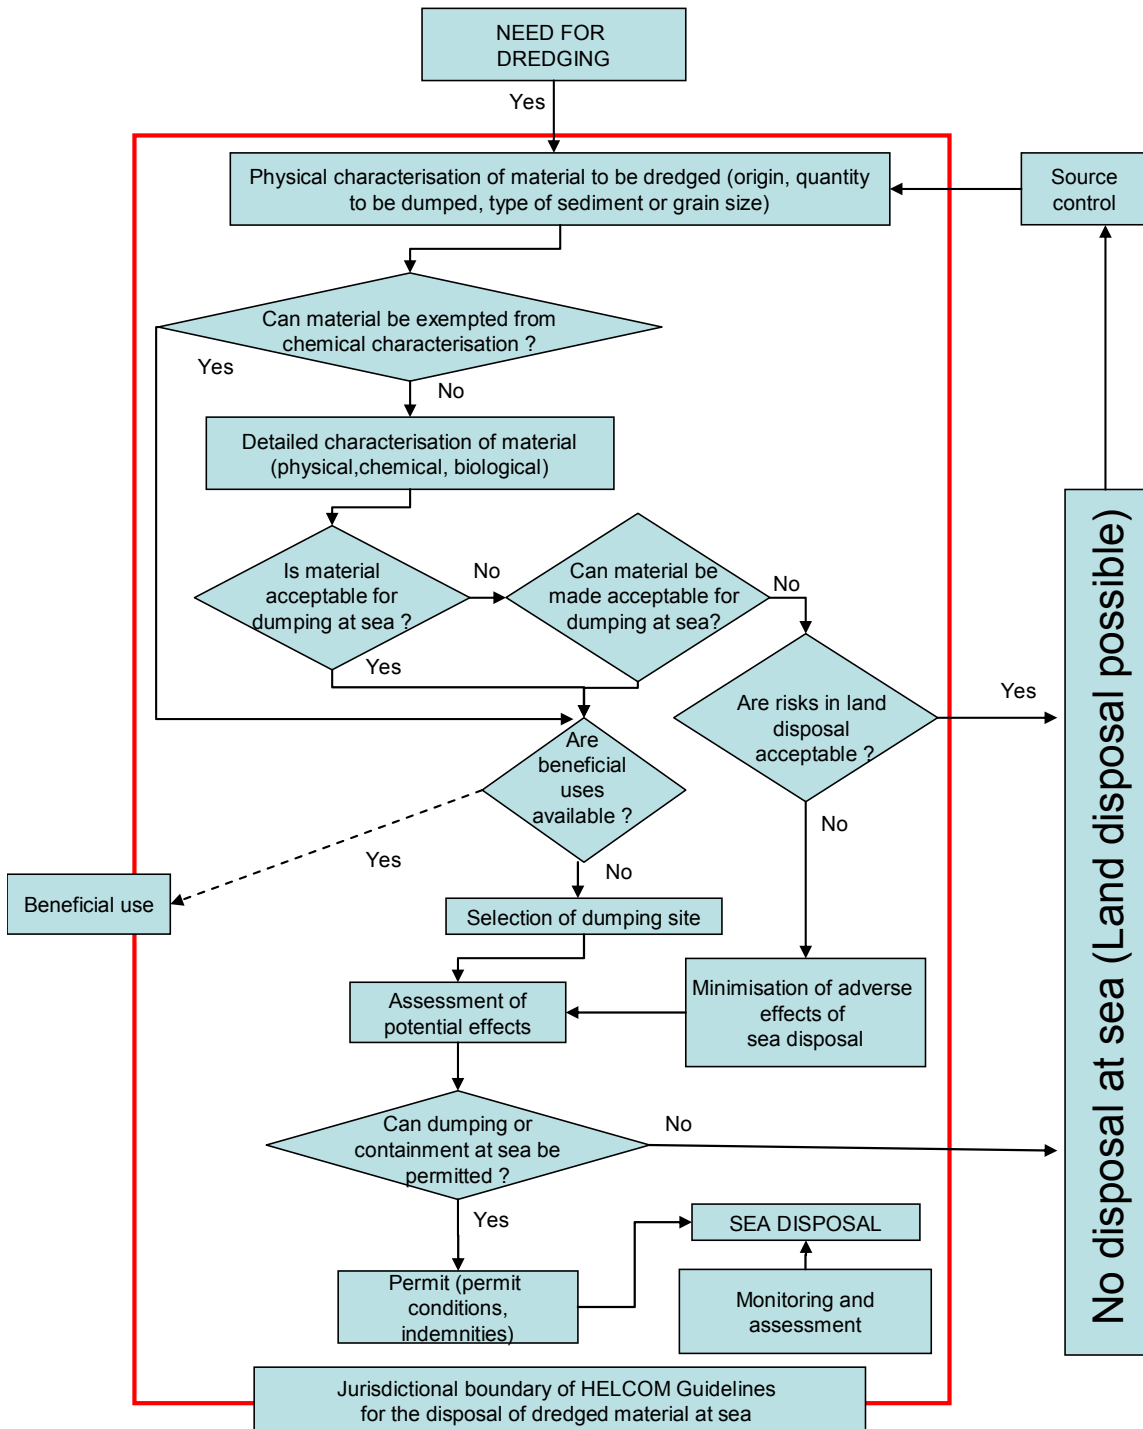 NEED FOR
DREDGING
Yes
Physical characterisation of material to be dredged (origin, quantity
to be dumped, type of sediment or grain size)
Source
control
Can material be exempted from
chemical characterisation ?
Yes
No
Detailed characterisation of material
(physical,chemical, biological)
Is material
acceptable for
dumping at sea ?
No
Can material be
made acceptable for
dumping at sea?
No
Yes
Are risks in land
disposal
acceptable ?
Yes
No disposal at sea (Land disposal possible)
Are
beneficial
uses
available ?
No
Yes
No
Beneficial use
Selection of dumping site
Assessment of
potential effects
Minimisation of adverse
effects of
sea disposal
Can dumping or
containment at sea be
permitted ?
No
Yes
SEA DISPOSAL
Permit (permit
conditions,
indemnities)
Monitoring and
assessment
Jurisdictional boundary of HELCOM Guidelines
for the disposal of dredged material at sea